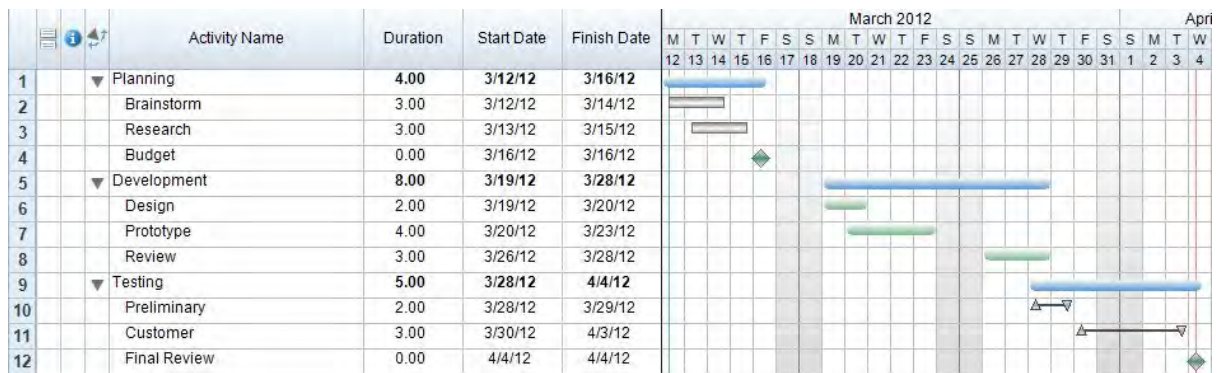 March 2012 Apri
Activity Name Duration Start Date Finish Date M T W T F S S M T W T F S S M T W T F S S M T W
12 13 14 15 16 17 18 19 20 21 22 23 24 25 26 27 28 29 30 31 1 2 3 4
1 Planning 4.00 3/12/12 3/16/12
2 Brainstorm 3.00 3/12/12 3/14/12
3 Research 3.00 3/13/12 3/15/12
4 Budget 0.00 3/16/12 3/16/12
5 Development 8.00 3/19/12 3/28/12
6 Design 2.00 3/19/12 3/20/12
7 Prototype 4.00 3/20/12 3/23/12
8 Review 3.00 3/26/12 3/28/12
9 Testing 5.00 3/28/12 4/4/12
10 Preliminary 2.00 3/28/12 3/29/12
11 Customer 3.00 3/30/12 4/3/12
12 Final Review 0.00 4/4/12 4/4/12